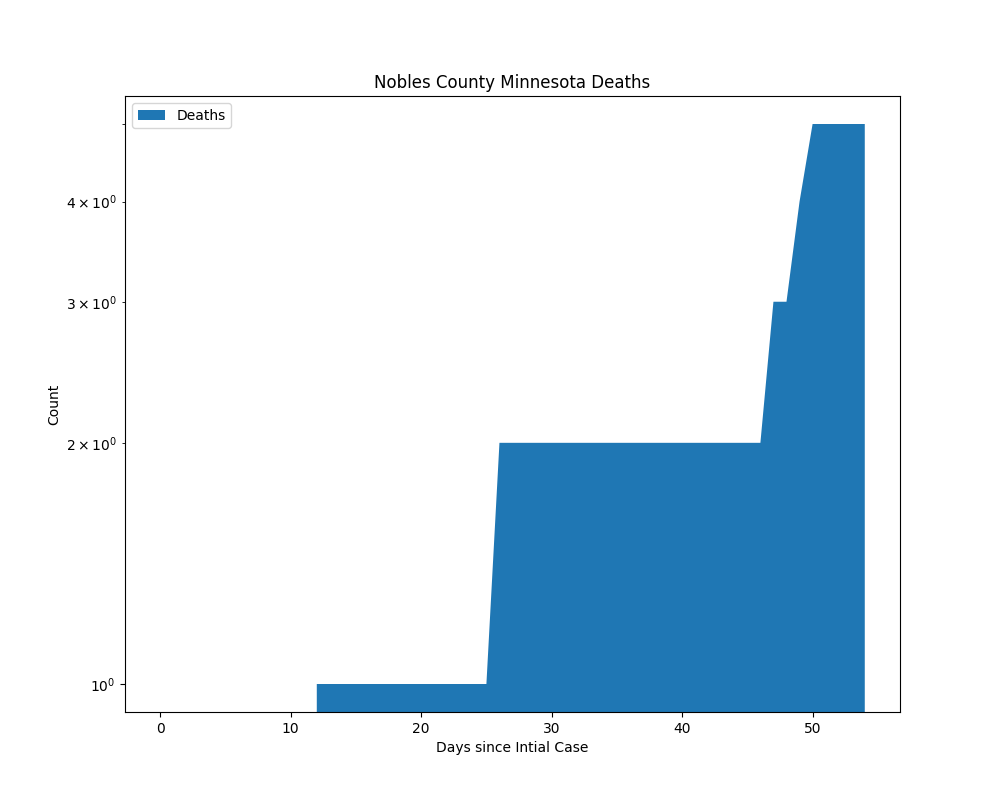 Nobles County Minnesota Deaths
Deaths
4 × 10⁰
3 × 10⁰
2 × 10⁰
10⁰
Count
0 10 20 30 40 50
Days since Intial Case